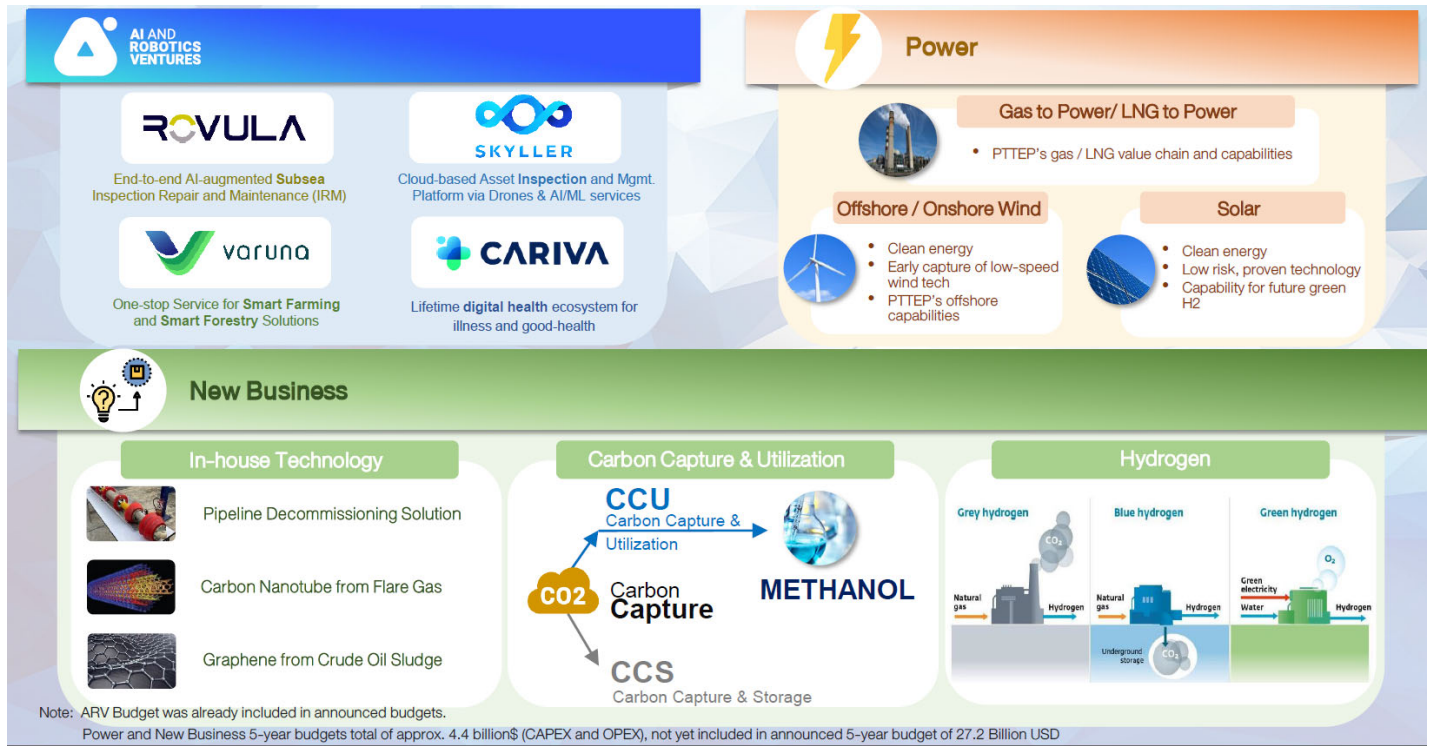 AI AND
ROBOTICS
VENTURES
ROVULA
End-to-end AI-augmented Subsea
Inspection Repair and Maintenance (IRM)
SKYLLER
Cloud-based Asset Inspection and Mgmt.
Platform via Drones & AI/ML services
varuna
One-stop Service for Smart Farming
and Smart Forestry Solutions
CARIVA
Lifetime digital health ecosystem for
illness and good-health
Power
Gas to Power/ LNG to Power
• PTTEP's gas / LNG value chain and capabilities
Offshore / Onshore Wind
• Clean energy
• Early capture of low-speed
wind tech
• PTTEP's offshore
capabilities
Solar
• Clean energy
• Low risk, proven technology
• Capability for future green
H2
New Business
In-house Technology
Pipeline Decommissioning Solution
Carbon Nanotube from Flare Gas
Graphene from Crude Oil Sludge
Carbon Capture & Utilization
CCU
Carbon Capture &
Utilization
METHANOL
CO2
Carbon
Capture
CCS
Carbon Capture & Storage
Hydrogen
Grey hydrogen
CO₂
Natural
gas
Hydrogen
Blue hydrogen
Natural
gas
Hydrogen
Underground
storage
CO₂
Green hydrogen
O₂
Green
electricity
Water
Hydrogen
Note: ARV Budget was already included in announced budgets.
Power and New Business 5-year budgets total of approx. 4.4 billion$ (CAPEX and OPEX), not yet included in announced 5-year budget of 27.2 Billion USD